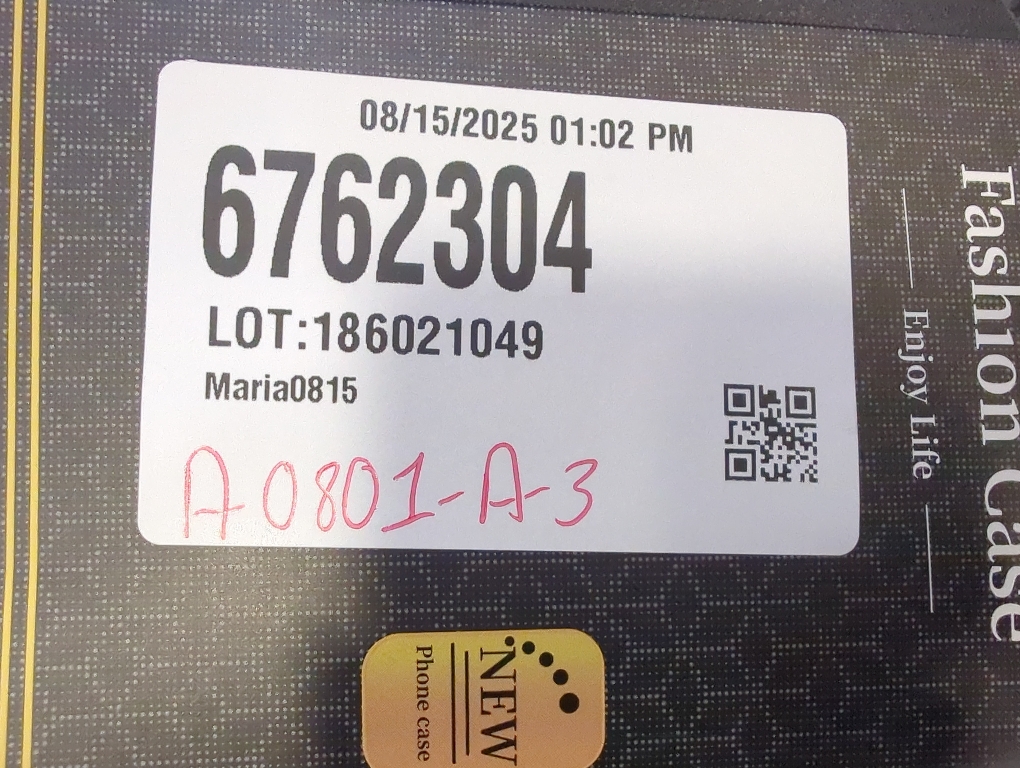 08/15/2025 01:02 PM
6762304
LOT:186021049
Maria0815
A0801-A-3
Fashion Case
Enjoy Life
NEW
Phone case